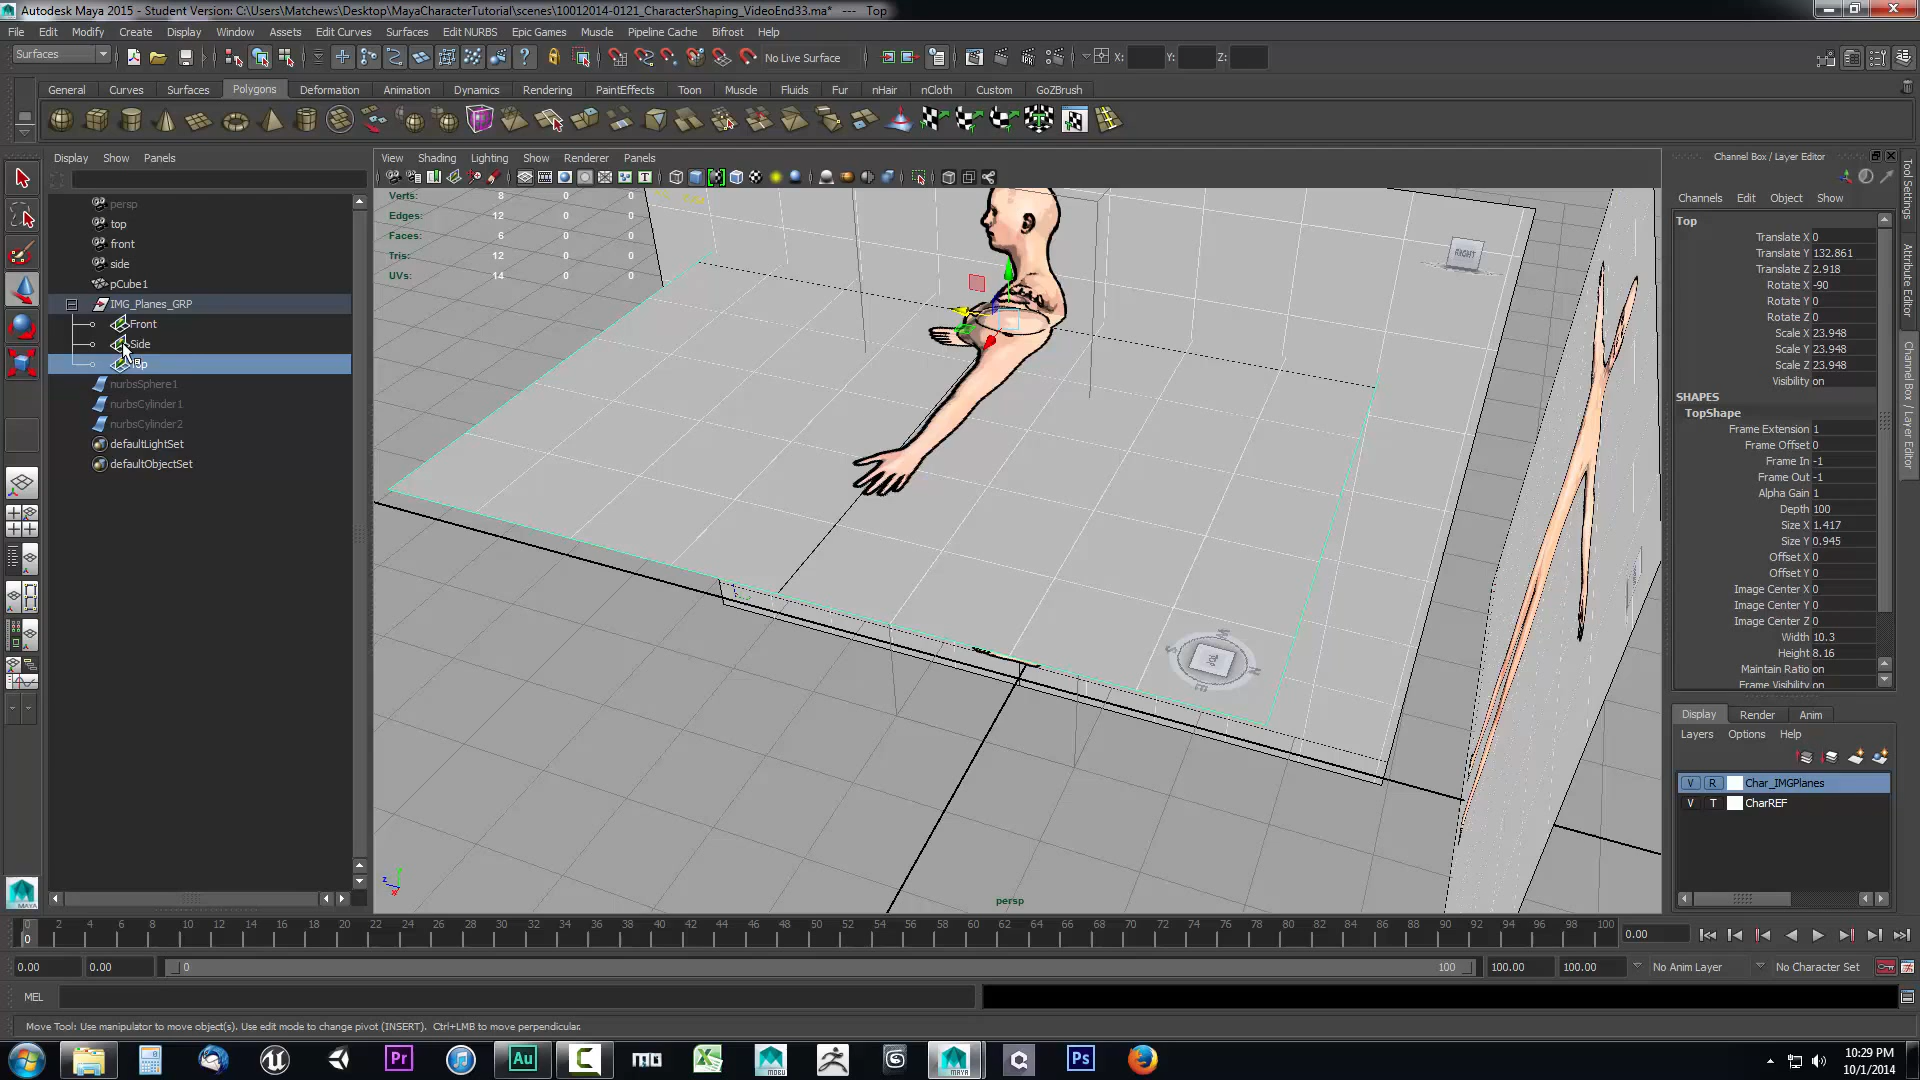 Autodesk Maya 2015 - Student Version: C:\Users\Matchews\Desktop\MayaCharacterTutorial\scenes\10012014-0121_CharacterShaping_VideoEnd33.ma* --- Top
File Edit Modify Create Display Window Assets Edit Curves Surfaces Edit NURBS Epic Games Muscle Pipeline Cache Bifrost Help
Surfaces No Live Surface X: Y: Z:
General Curves Surfaces Polygons Deformation Animation Dynamics Rendering PaintEffects Toon Muscle Fluids Fur nHair nCloth Custom GoZBrush
Display Show Panels
persp
top
front
side
pCube1
IMG_Planes_GRP
Front
Side
nurbsSphere1
nurbsCylinder1
nurbsCylinder2
defaultLightSet
defaultObjectSet
View Shading Lighting Show Renderer Panels
Verts: 8 0 0
Edges: 12 0 0
Faces: 6 0 0
Tris: 12 0 0
UVs: 14 0 0
RIGHT
TOP
S W N E
persp
Channel Box / Layer Editor
Channels Edit Object Show
Top
Translate X 0
Translate Y 132.861
Translate Z 2.918
Rotate X -90
Rotate Y 0
Rotate Z 0
Scale X 23.948
Scale Y 23.948
Scale Z 23.948
Visibility on
SHAPES
TopShape
Frame Extension 1
Frame Offset 0
Frame In -1
Frame Out -1
Alpha Gain 1
Depth 100
Size X 1.417
Size Y 0.945
Offset X 0
Offset Y 0
Image Center X 0
Image Center Y 0
Image Center Z 0
Width 10.3
Height 8.16
Maintain Ratio on
Frame Visibility on
Display Render Anim
Layers Options Help
V R Char_IMGPlanes
V T CharREF
Tool Settings
Attribute Editor
Channel Box / Layer Editor
0 2 4 6 8 10 12 14 16 18 20 22 24 26 28 30 32 34 36 38 40 42 44 46 48 50 52 54 56 58 60 62 64 66 68 70 72 74 76 78 80 82 84 86 88 90 92 94 96 98 100
0 0.00
0.00 0.00 0 100 100.00 100.00 No Anim Layer No Character Set
MEL
Move Tool: Use manipulator to move object(s). Use edit mode to change pivot (INSERT). Ctrl+LMB to move perpendicular.
MAYA
Pr Au MOBU MAYA Ps
10:29 PM
10/1/2014